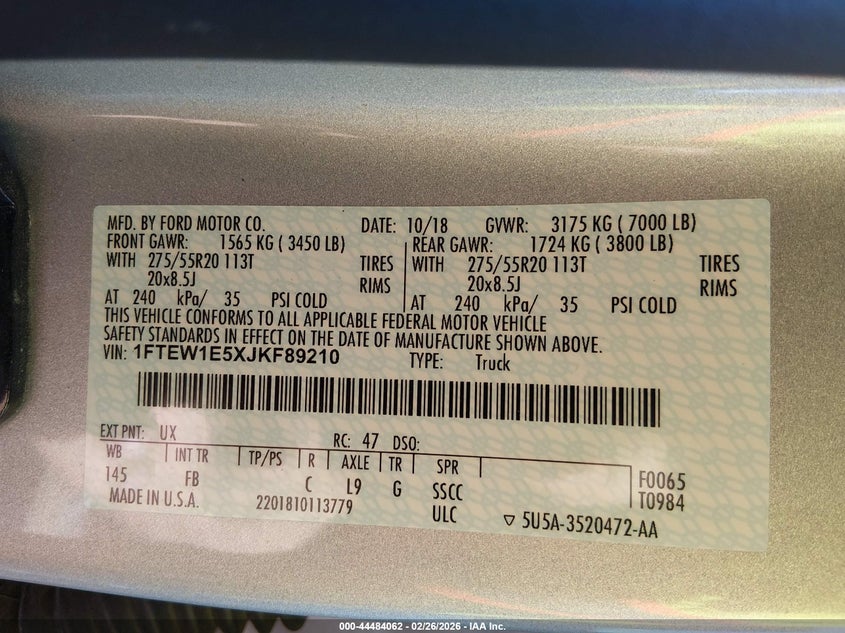 MFD. BY FORD MOTOR CO. DATE: 10/18 GVWR: 3175 KG ( 7000 LB)
FRONT GAWR: 1565 KG ( 3450 LB) REAR GAWR: 1724 KG ( 3800 LB)
WITH 275/55R20 113T TIRES WITH 275/55R20 113T TIRES
20x8.5J RIMS 20x8.5J RIMS
AT 240 kPa/ 35 PSI COLD AT 240 kPa/ 35 PSI COLD
THIS VEHICLE CONFORMS TO ALL APPLICABLE FEDERAL MOTOR VEHICLE
SAFETY STANDARDS IN EFFECT ON THE DATE OF MANUFACTURE SHOWN ABOVE.
VIN: 1FTEW1E5XJKF89210 TYPE: Truck
EXT PNT: UX RC: 47 DSO:
WB INT TR TP/PS R AXLE TR SPR
145 FB C L9 G SSCC F0065
ULC T0984
MADE IN U.S.A. 2201810113779 ▽ 5U5A-3520472-AA
000-44484062 - 02/26/2026 - IAA Inc.